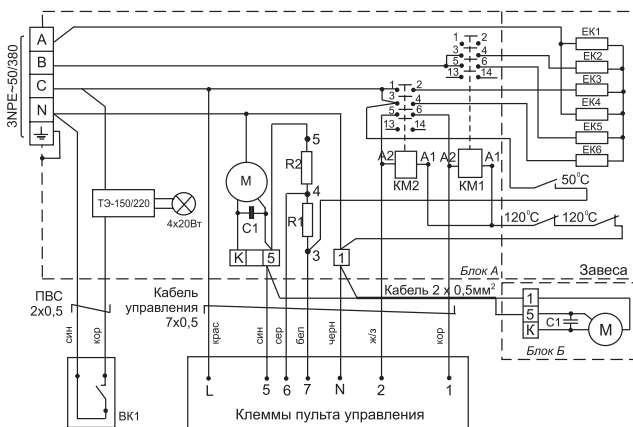 3NPE~50/380
A
B
C
N
1
2
3
4
5
6
13
14
1
2
3
4
5
6
13
14
EK1
EK2
EK3
EK4
EK5
EK6
A2
A1
KM2
A2
A1
KM1
50°C
120°C
120°C
ТЭ-150/220
4x20Вт
M
C1
K
5
5
R2
4
R1
3
1
Блок А
Завеса
ПВС
2x0,5
син
кор
Кабель
управления
7x0,5
крас
син
сер
бел
черн
ж/з
кор
Кабель 2 x 0,5мм²
1
5
К
C1
M
Блок Б
BK1
L
5
6
7
N
2
1
Клеммы пульта управления